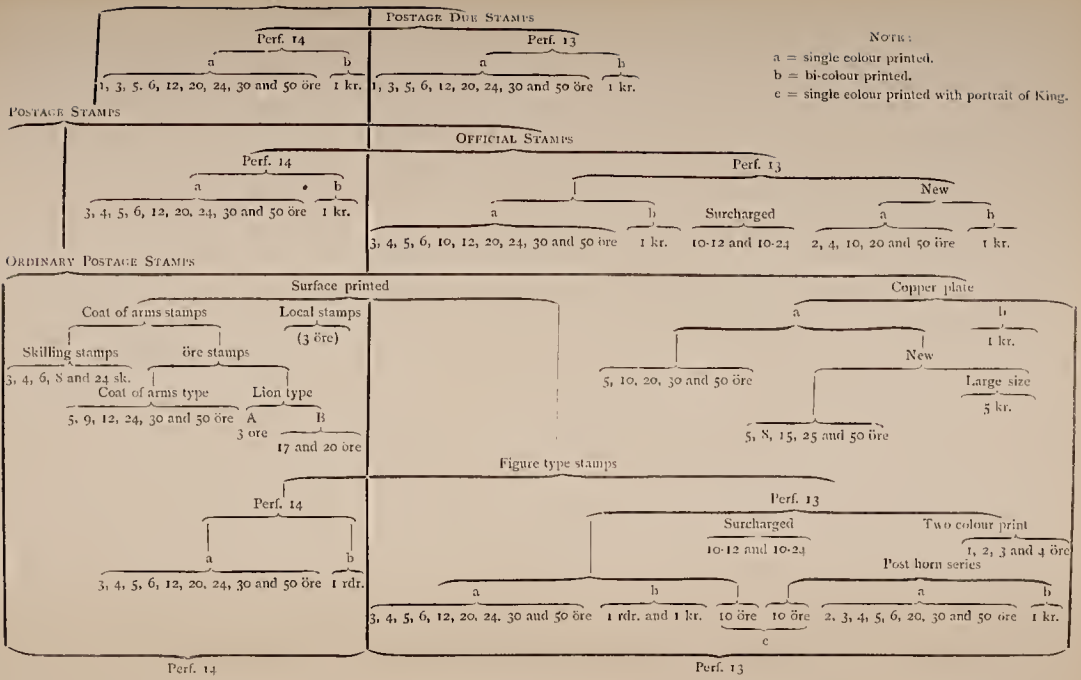 POSTAGE DUE STAMPS
Perf. 14 Perf. 13
a b a b
1, 3, 5. 6, 12, 20, 24, 30 and 50 öre 1 kr. 1, 3, 5, 6, 12, 20, 24, 30 and 50 öre 1 kr.
NOTE:
a = single colour printed.
b = bi-colour printed.
c = single colour printed with portrait of King.
POSTAGE STAMPS
OFFICIAL STAMPS
Perf. 14 Perf. 13
a b New
3, 4, 5, 6, 12, 20, 24, 30 and 50 öre 1 kr.
a b Surcharged a b
3, 4, 5, 6, 10, 12, 20, 24, 30 and 50 öre 1 kr. 10-12 and 10-24 2, 4, 10, 20 and 50 öre 1 kr.
ORDINARY POSTAGE STAMPS
Surface printed Copper plate
Coat of arms stamps Local stamps a b
(3 öre) 1 kr.
Skilling stamps öre stamps New
3, 4, 6, 8 and 24 sk. 5, 10, 20, 30 and 50 öre Large size
Coat of arms type Lion type 5 kr.
5, 9, 12, 24, 30 and 50 öre A B
3 ore 5, 8, 15, 25 and 50 öre
17 and 20 öre
Figure type stamps
Perf. 14 Perf. 13
Surcharged Two colour print
10-12 and 10-24 1, 2, 3 and 4 öre
a b Post horn series
3, 4, 5, 6, 12, 20, 24, 30 and 50 öre 1 rdr.
a b a b
3, 4, 5, 6, 12, 20, 24. 30 and 50 öre 1 rdr. and 1 kr. 10 öre 10 öre 2, 3, 4, 5, 6, 20, 30 and 50 öre 1 kr.
c
Perf. 14 Perf. 13